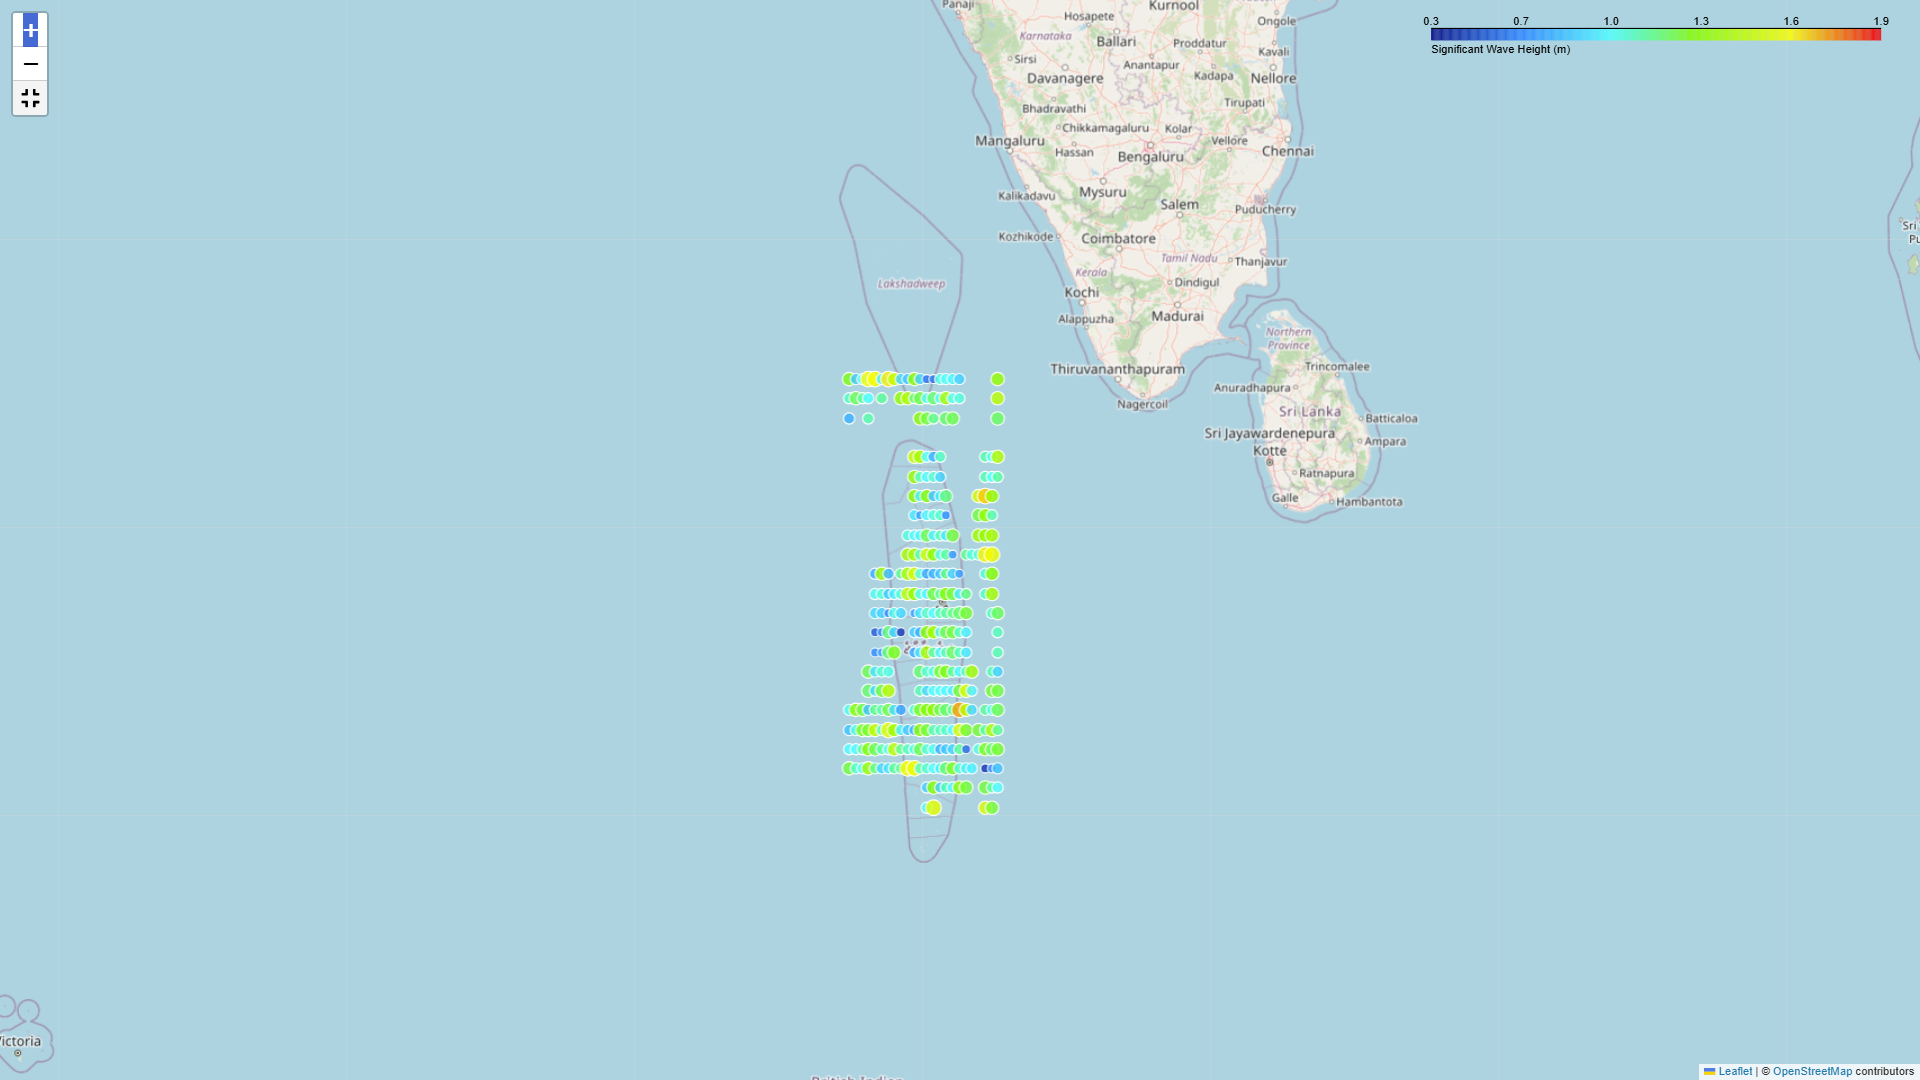 +
−
0.3 0.7 1.0 1.3 1.6 1.9
Significant Wave Height (m)
Panaji
Kurnool
Hosapete
Ongole
Karnataka
Ballari
Proddatur
Kavali
Sirsi
Anantapur
Davanagere
Kadapa
Nellore
Bhadravathi
Tirupati
Chikkamagaluru
Kolar
Mangaluru
Vellore
Hassan
Bengaluru
Chennai
Kalikadavu
Mysuru
Salem
Puducherry
Kozhikode
Coimbatore
Tamil Nadu
Thanjavur
Kerala
Lakshadweep
Dindigul
Kochi
Alappuzha
Madurai
Northern
Province
Thiruvananthapuram
Trincomalee
Anuradhapura
Nagercoil
Sri Lanka
Batticaloa
Sri Jayawardenepura
Kotte
Ampara
Ratnapura
Galle
Hambantota
Sri
Victoria
British Indian
Leaflet | © OpenStreetMap contributors